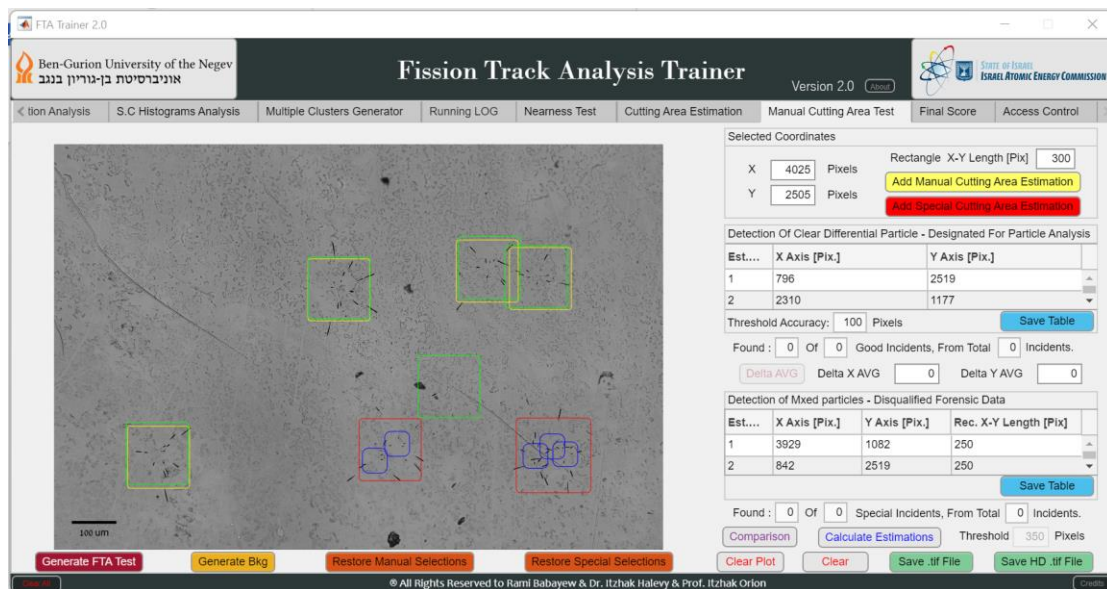 FTA Trainer 2.0
Ben-Gurion University of the Negev
אוניברסיטת בן-גוריון בנגב
Fission Track Analysis Trainer
Version 2.0 About
STATE OF ISRAEL
ISRAEL ATOMIC ENERGY COMMISSION
tion Analysis S.C Histograms Analysis Multiple Clusters Generator Running LOG Nearness Test Cutting Area Estimation Manual Cutting Area Test Final Score Access Control
Selected Coordinates
X 4025 Pixels
Y 2505 Pixels
Rectangle X-Y Length [Pix] 300
Add Manual Cutting Area Estimation
Add Special Cutting Area Estimation
Detection Of Clear Differential Particle - Designated For Particle Analysis
Est.... X Axis [Pix.] Y Axis [Pix.]
1 796 2519
2 2310 1177
Threshold Accuracy: 100 Pixels Save Table
Found : 0 Of 0 Good Incidents, From Total 0 Incidents.
Delta AVG Delta X AVG 0 Delta Y AVG 0
Detection of Mxed particles - Disqualified Forensic Data
Est.... X Axis [Pix.] Y Axis [Pix.] Rec. X-Y Length [Pix]
1 3929 1082 250
2 842 2519 250
Save Table
Found : 0 Of 0 Special Incidents, From Total 0 Incidents.
Comparison Calculate Estimations Threshold 350 Pixels
100 um
Generate FTA Test Generate Bkg Restore Manual Selections Restore Special Selections Clear Plot Clear Save .tif File Save HD .tif File
Clear All ® All Rights Reserved to Rami Babayew & Dr. Itzhak Halevy & Prof. Itzhak Orion Credits